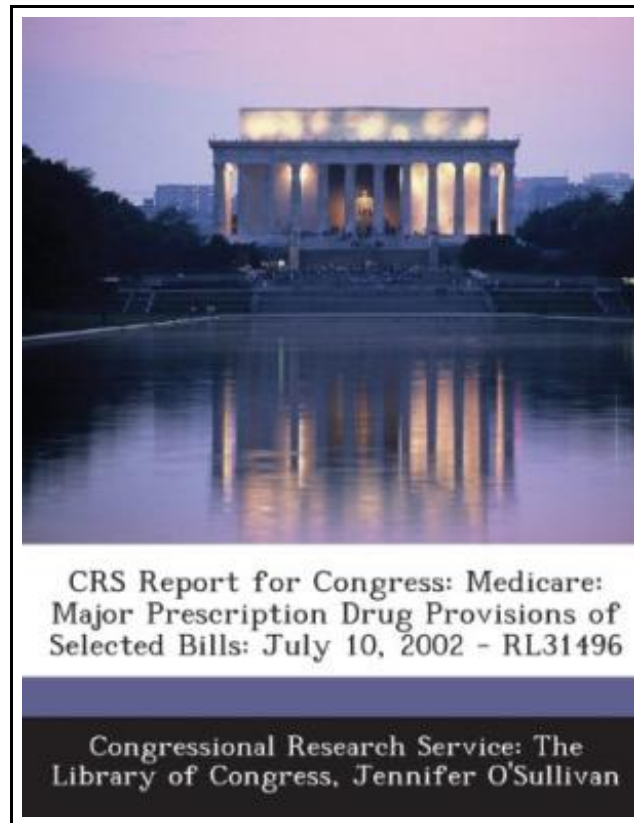 CRS Report for Congress: Medicare:
Major Prescription Drug Provisions of
Selected Bills: July 10, 2002 - RL31496
Congressional Research Service: The
Library of Congress, Jennifer O'Sullivan